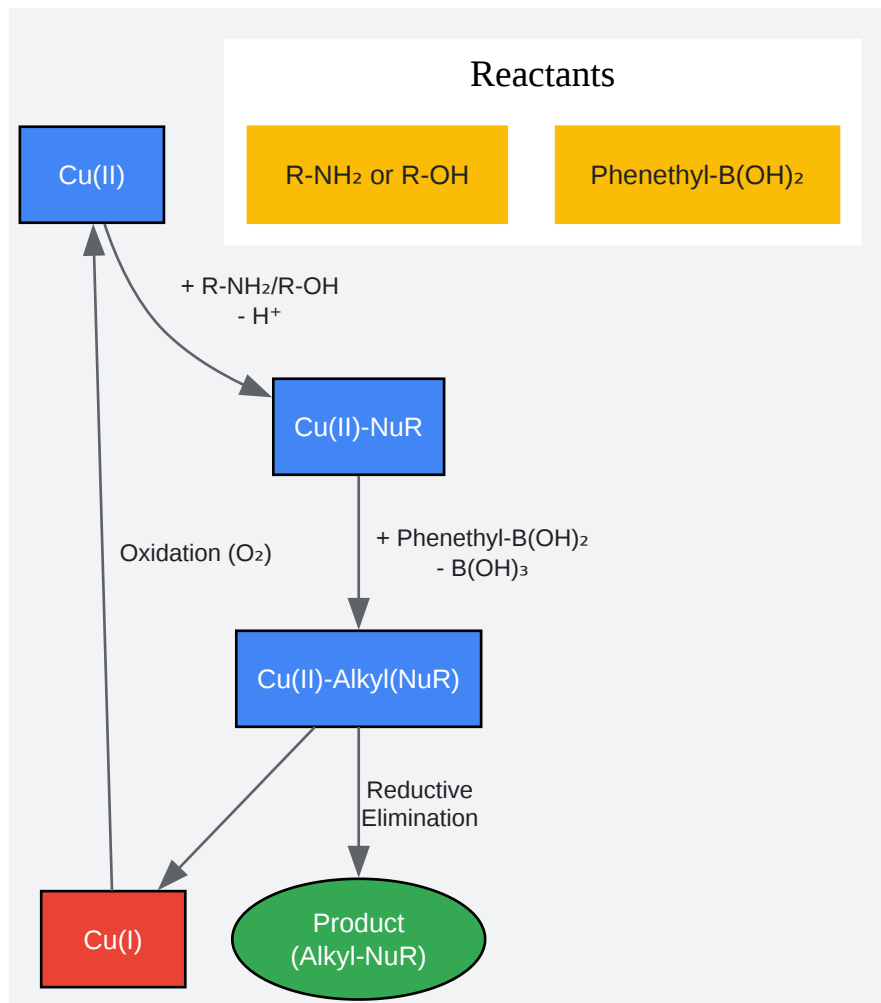 Reactants
Cu(II)
R-NH₂ or R-OH
Phenethyl-B(OH)₂
+ R-NH₂/R-OH
- H⁺
Cu(II)-NuR
Oxidation (O₂)
+ Phenethyl-B(OH)₂
- B(OH)₃
Cu(II)-Alkyl(NuR)
Reductive
Elimination
Cu(I)
Product
(Alkyl-NuR)